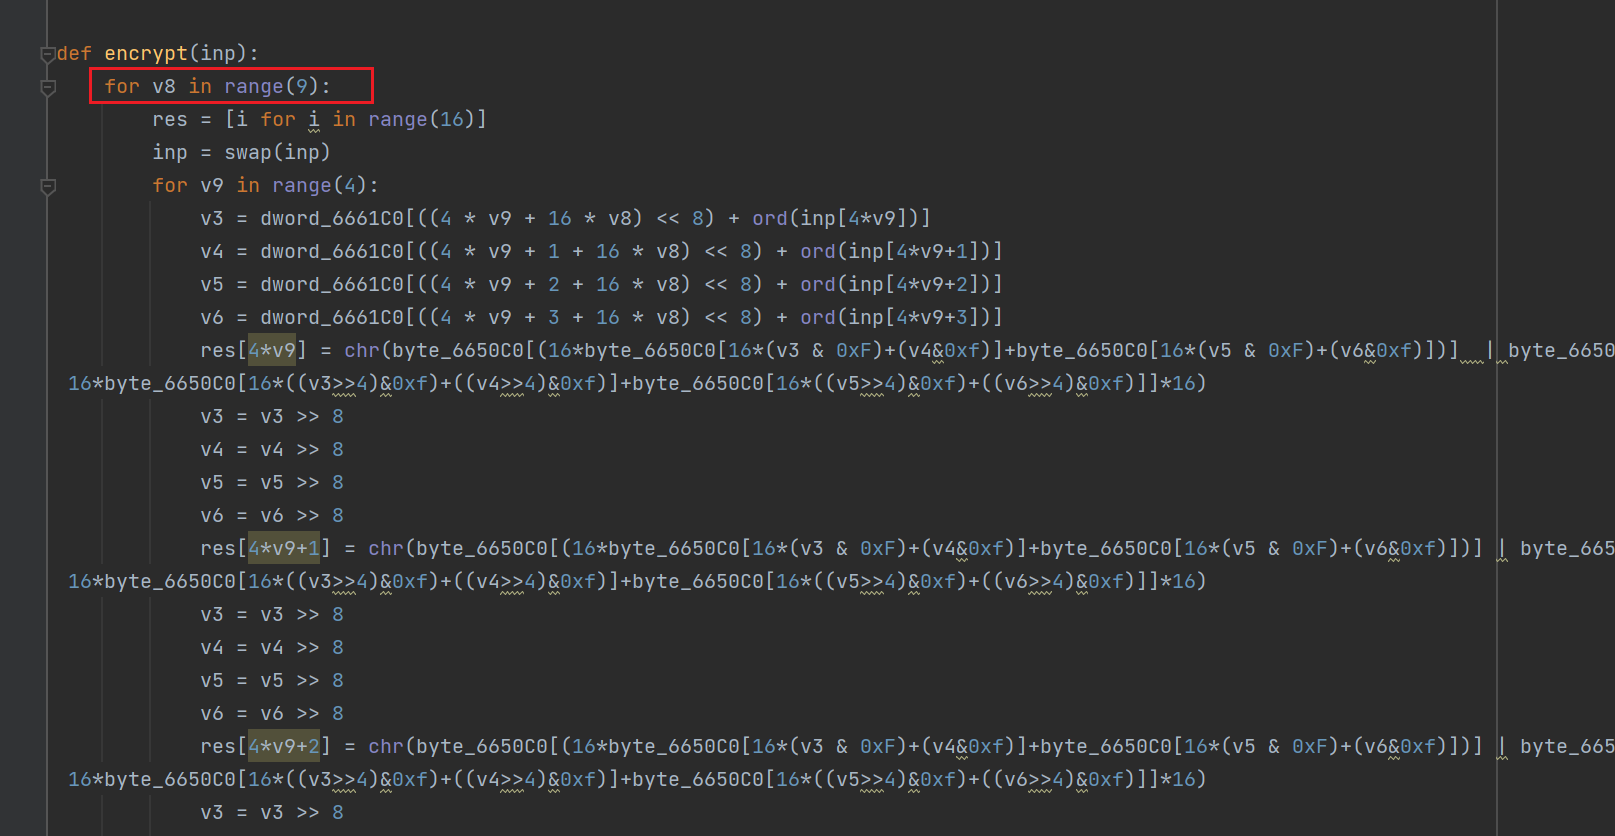 def encrypt(inp):
    for v8 in range(9):
        res = [i for i in range(16)]
        inp = swap(inp)
        for v9 in range(4):
            v3 = dword_6661C0[((4 * v9 + 16 * v8) << 8) + ord(inp[4*v9])]
            v4 = dword_6661C0[((4 * v9 + 1 + 16 * v8) << 8) + ord(inp[4*v9+1])]
            v5 = dword_6661C0[((4 * v9 + 2 + 16 * v8) << 8) + ord(inp[4*v9+2])]
            v6 = dword_6661C0[((4 * v9 + 3 + 16 * v8) << 8) + ord(inp[4*v9+3])]
            res[4*v9] = chr(byte_6650C0[(16*byte_6650C0[16*(v3 & 0xF)+(v4&0xf)]+byte_6650C0[16*(v5 & 0xF)+(v6&0xf)])]  | byte_6650
16*byte_6650C0[16*((v3>>4)&0xf)+((v4>>4)&0xf)]+byte_6650C0[16*((v5>>4)&0xf)+((v6>>4)&0xf)]]*16)
            v3 = v3 >> 8
            v4 = v4 >> 8
            v5 = v5 >> 8
            v6 = v6 >> 8
            res[4*v9+1] = chr(byte_6650C0[(16*byte_6650C0[16*(v3 & 0xF)+(v4&0xf)]+byte_6650C0[16*(v5 & 0xF)+(v6&0xf)])] | byte_665
16*byte_6650C0[16*((v3>>4)&0xf)+((v4>>4)&0xf)]+byte_6650C0[16*((v5>>4)&0xf)+((v6>>4)&0xf)]]*16)
            v3 = v3 >> 8
            v4 = v4 >> 8
            v5 = v5 >> 8
            v6 = v6 >> 8
            res[4*v9+2] = chr(byte_6650C0[(16*byte_6650C0[16*(v3 & 0xF)+(v4&0xf)]+byte_6650C0[16*(v5 & 0xF)+(v6&0xf)])] | byte_665
16*byte_6650C0[16*((v3>>4)&0xf)+((v4>>4)&0xf)]+byte_6650C0[16*((v5>>4)&0xf)+((v6>>4)&0xf)]]*16)
            v3 = v3 >> 8